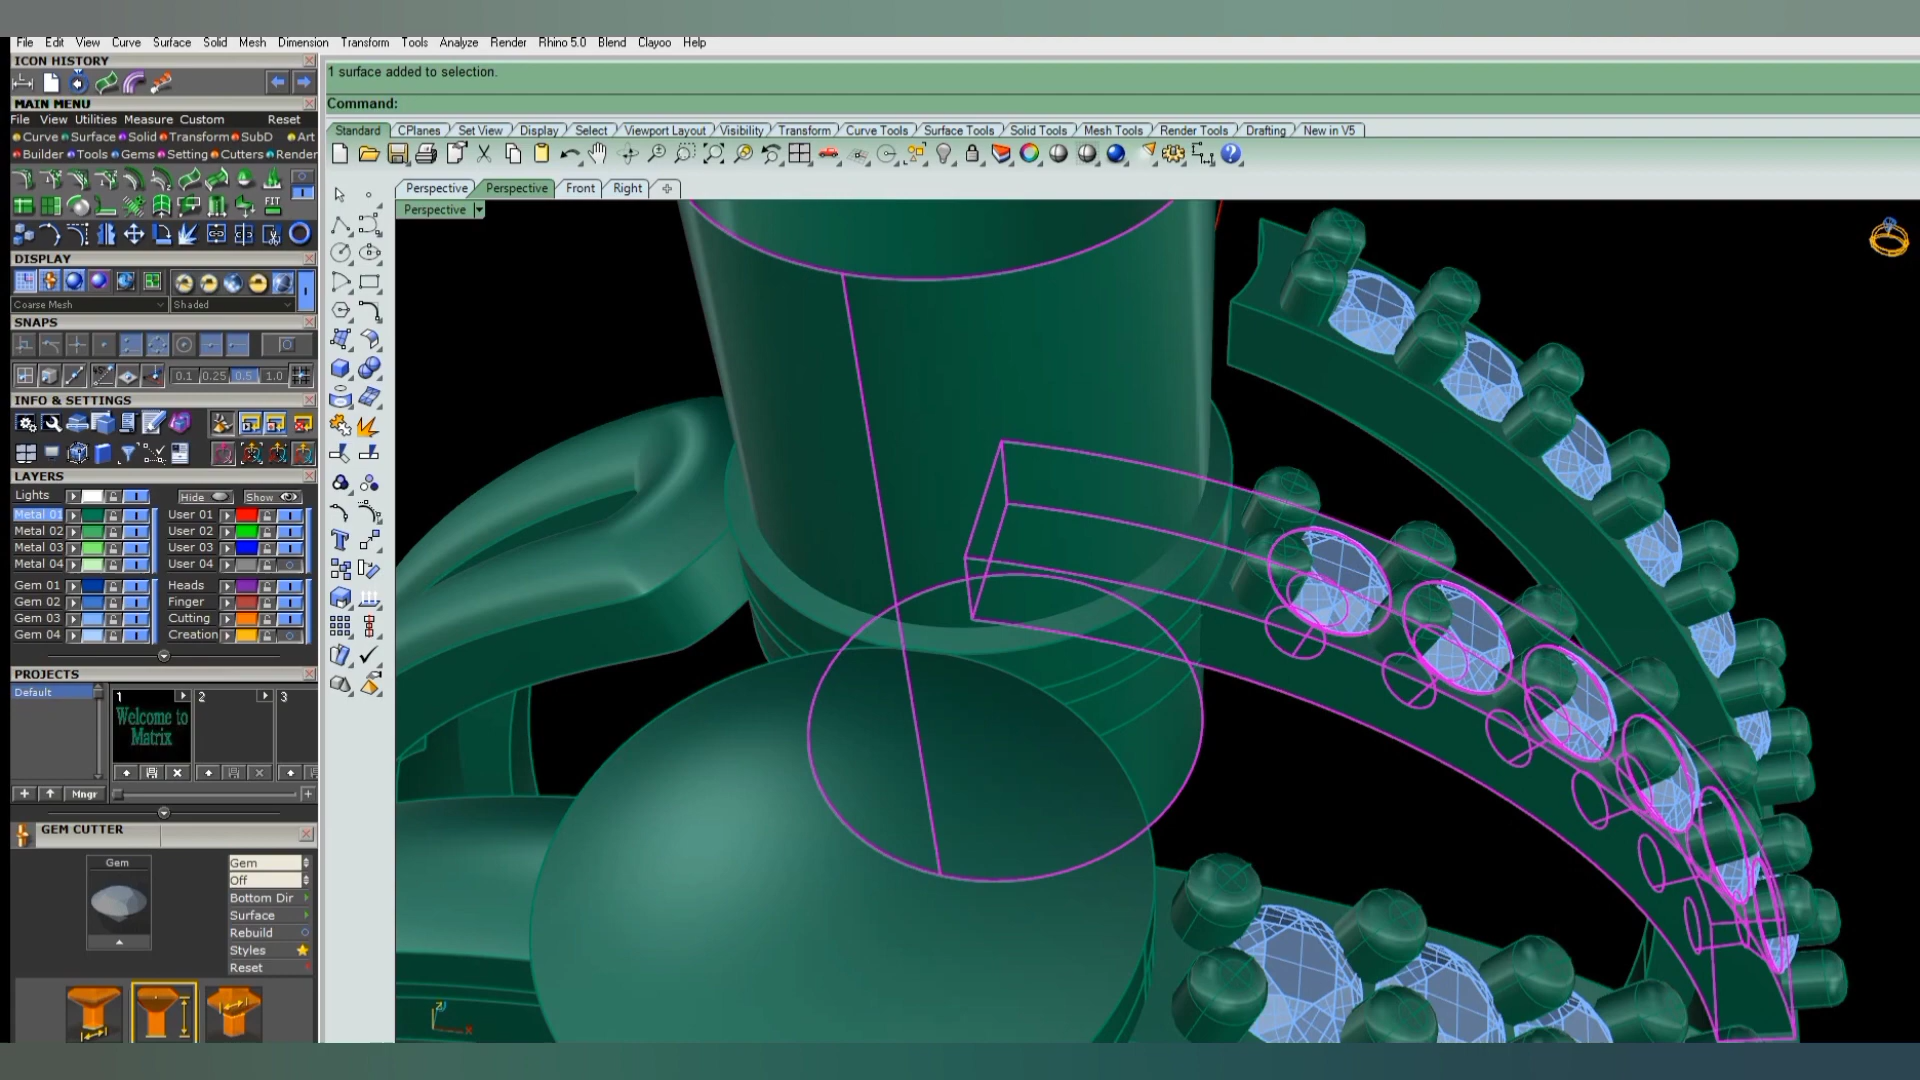 File Edit View Curve Surface Solid Mesh Dimension Transform Tools Analyze Render Rhino 5.0 Blend Clayoo Help
ICON HISTORY
1 surface added to selection.
Command:
MAIN MENU
File View Utilities Measure Custom Reset
Curve Surface Solid Transform SubD Art
Builder Tools Gems Setting Cutters Render
Standard CPlanes Set View Display Select Viewport Layout Visibility Transform Curve Tools Surface Tools Solid Tools Mesh Tools Render Tools Drafting New in V5
FIT
Perspective Perspective Front Right
Perspective
DISPLAY
Coarse Mesh Shaded
SNAPS
0.1 0.25 0.5 1.0
INFO & SETTINGS
LAYERS
Lights Hide Show
Metal 01 User 01
Metal 02 User 02
Metal 03 User 03
Metal 04 User 04
Gem 01 Heads
Gem 02 Finger
Gem 03 Cutting
Gem 04 Creation
PROJECTS
Default
1 2 3
Welcome to
Matrix
Mngr
GEM CUTTER
Gem Gem
Off
Bottom Dir
Surface
Rebuild
Styles
Reset
Z
X